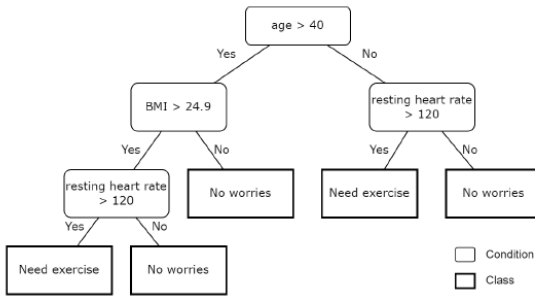 age > 40
Yes
No
BMI > 24.9
resting heart rate
> 120
Yes
No
Yes
No
resting heart rate
> 120
No worries
Need exercise
No worries
Yes
No
Need exercise
No worries
Condition
Class